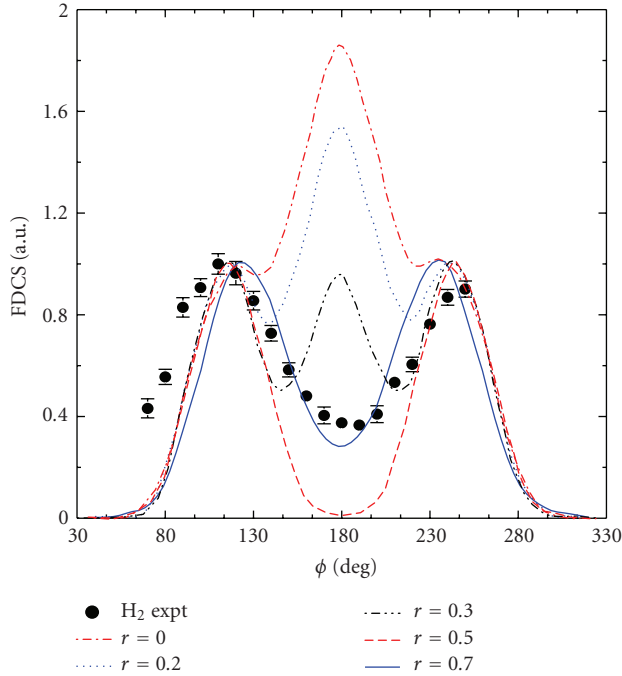 2
1.6
1.2
0.8
0.4
0
FDCS (a.u.)
30 80 130 180 230 280 330
ϕ (deg)
H₂ expt
r = 0
r = 0.2
r = 0.3
r = 0.5
r = 0.7